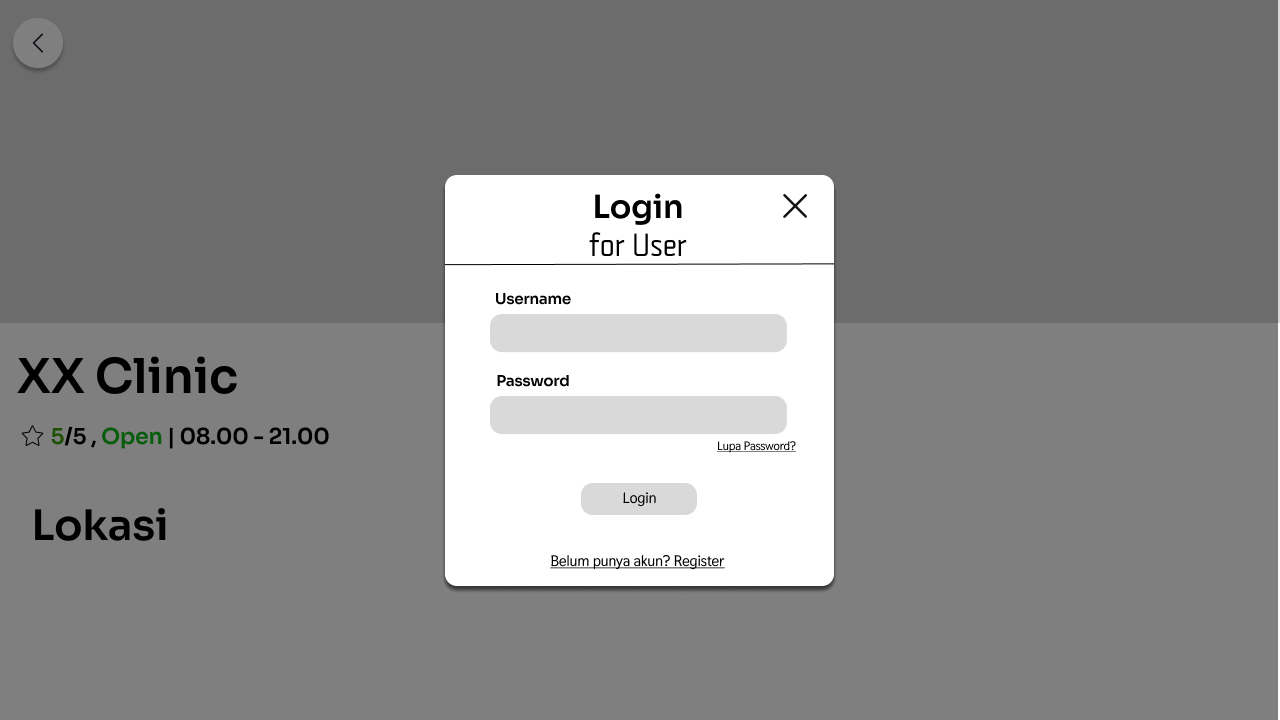 Login
for User
Username
Password
Lupa Password?
Login
Belum punya akun? Register
XX Clinic
5/5 , Open | 08.00 - 21.00
Lokasi